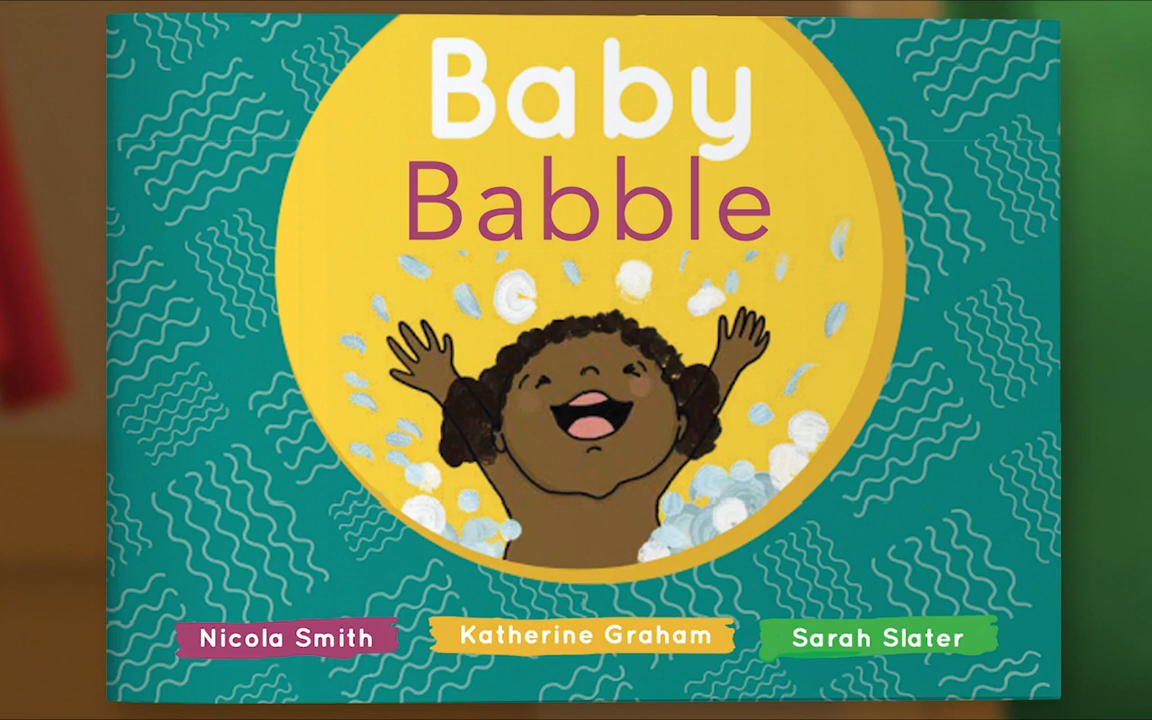 Baby
Babble
Nicola Smith
Katherine Graham
Sarah Slater